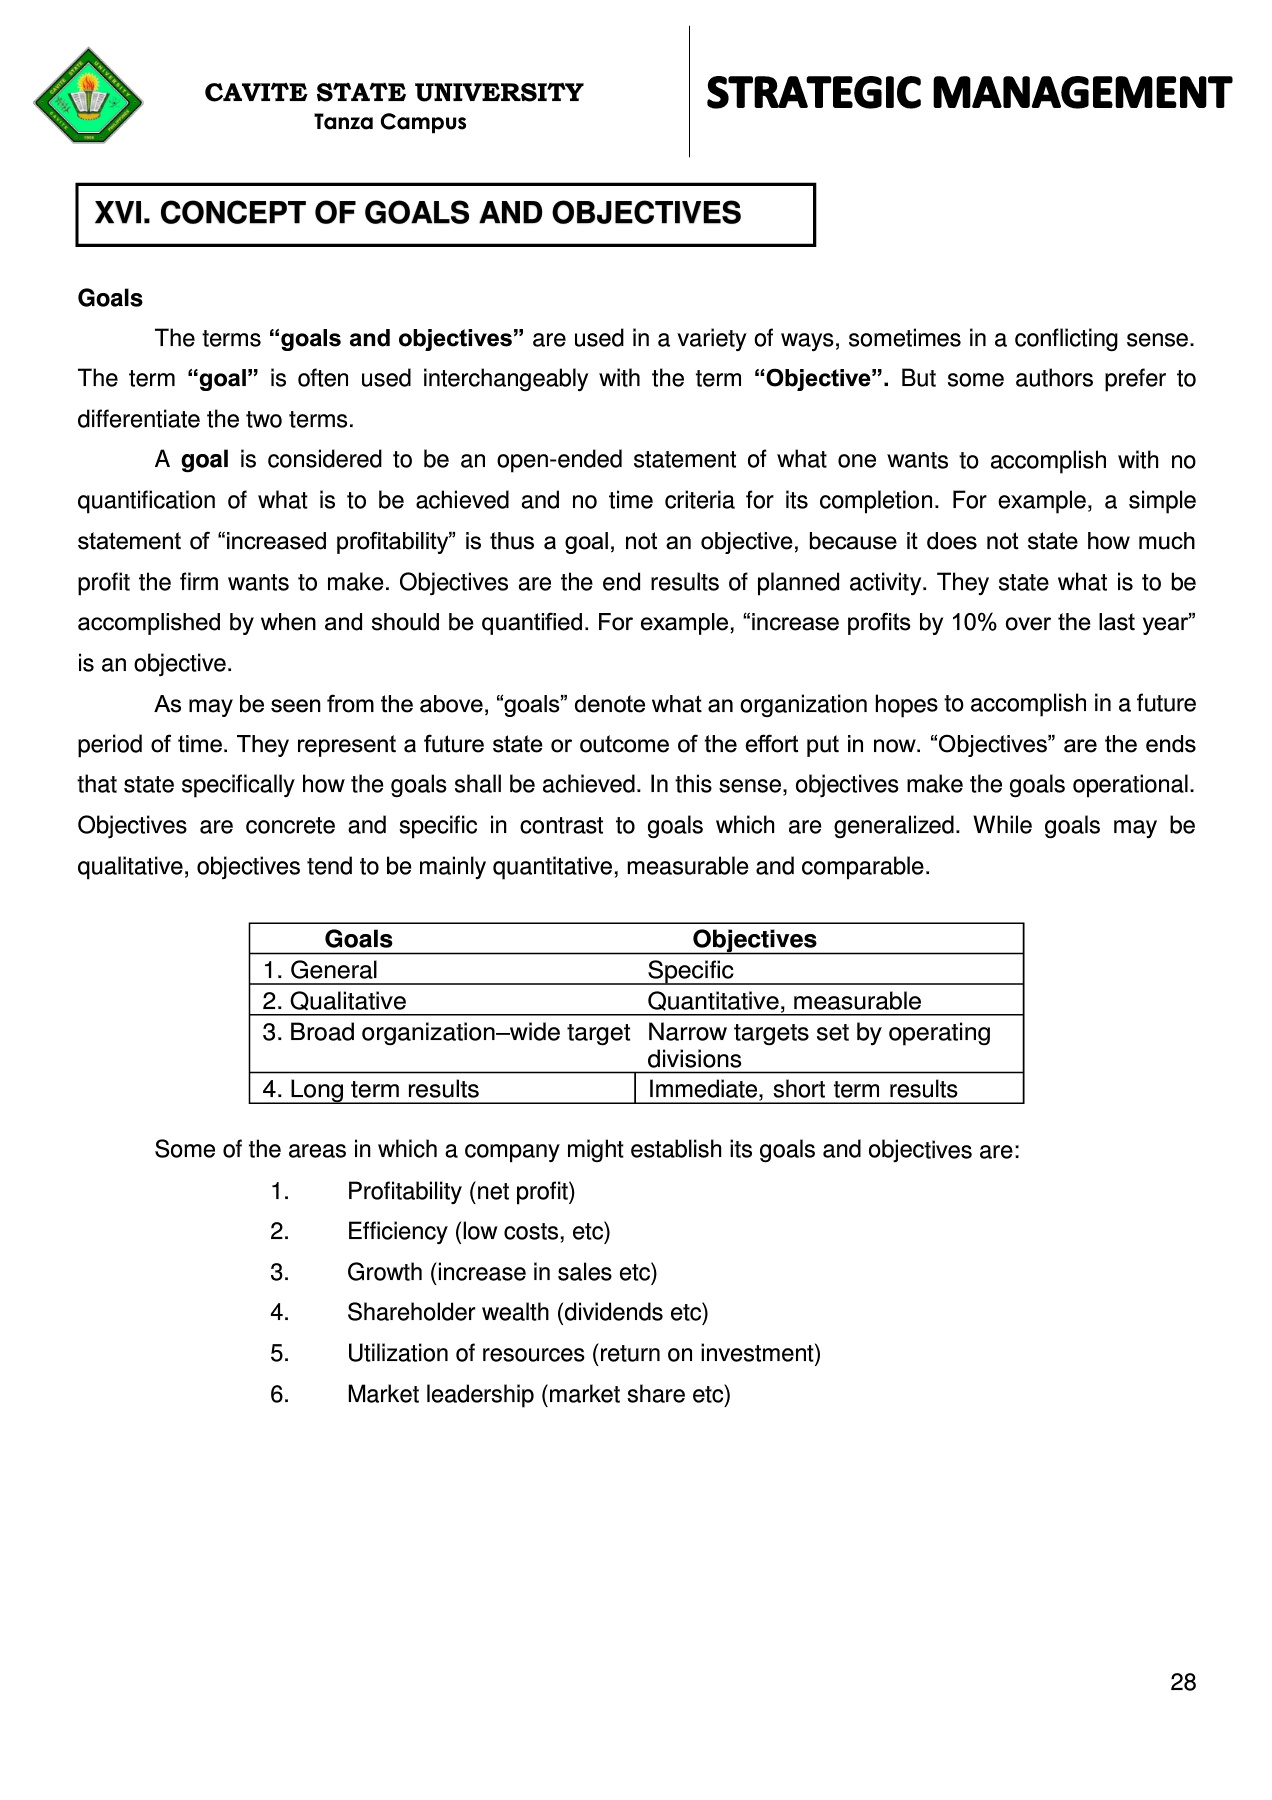 CAVITE STATE UNIVERSITY
Tanza Campus
STRATEGIC MANAGEMENT
XVI. CONCEPT OF GOALS AND OBJECTIVES
Goals
The terms “goals and objectives” are used in a variety of ways, sometimes in a conflicting sense.
The term “goal” is often used interchangeably with the term “Objective”. But some authors prefer to
differentiate the two terms.
A goal is considered to be an open-ended statement of what one wants to accomplish with no
quantification of what is to be achieved and no time criteria for its completion. For example, a simple
statement of “increased profitability” is thus a goal, not an objective, because it does not state how much
profit the firm wants to make. Objectives are the end results of planned activity. They state what is to be
accomplished by when and should be quantified. For example, “increase profits by 10% over the last year”
is an objective.
As may be seen from the above, “goals” denote what an organization hopes to accomplish in a future
period of time. They represent a future state or outcome of the effort put in now. “Objectives” are the ends
that state specifically how the goals shall be achieved. In this sense, objectives make the goals operational.
Objectives are concrete and specific in contrast to goals which are generalized. While goals may be
qualitative, objectives tend to be mainly quantitative, measurable and comparable.
Goals Objectives
1. General Specific
2. Qualitative Quantitative, measurable
3. Broad organization–wide target Narrow targets set by operating
divisions
4. Long term results Immediate, short term results
Some of the areas in which a company might establish its goals and objectives are:
1. Profitability (net profit)
2. Efficiency (low costs, etc)
3. Growth (increase in sales etc)
4. Shareholder wealth (dividends etc)
5. Utilization of resources (return on investment)
6. Market leadership (market share etc)
28